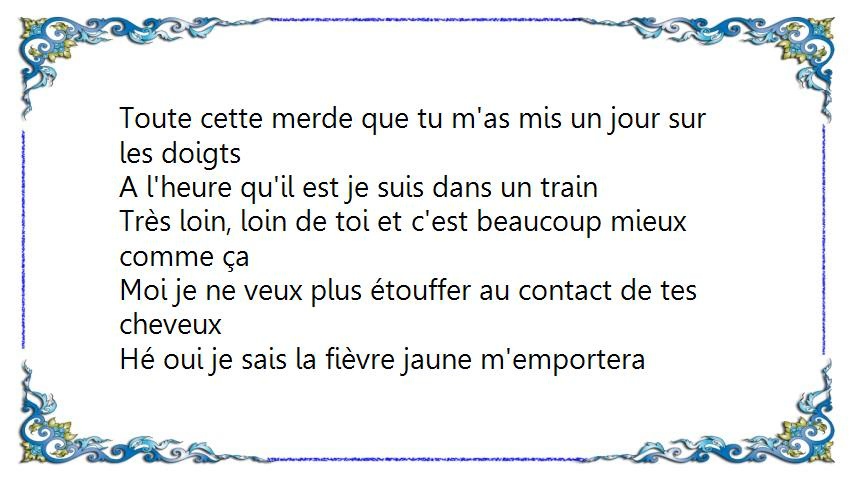 Toute cette merde que tu m'as mis un jour sur
les doigts
A l'heure qu'il est je suis dans un train
Très loin, loin de toi et c'est beaucoup mieux
comme ça
Moi je ne veux plus étouffer au contact de tes
cheveux
Hé oui je sais la fièvre jaune m'emportera